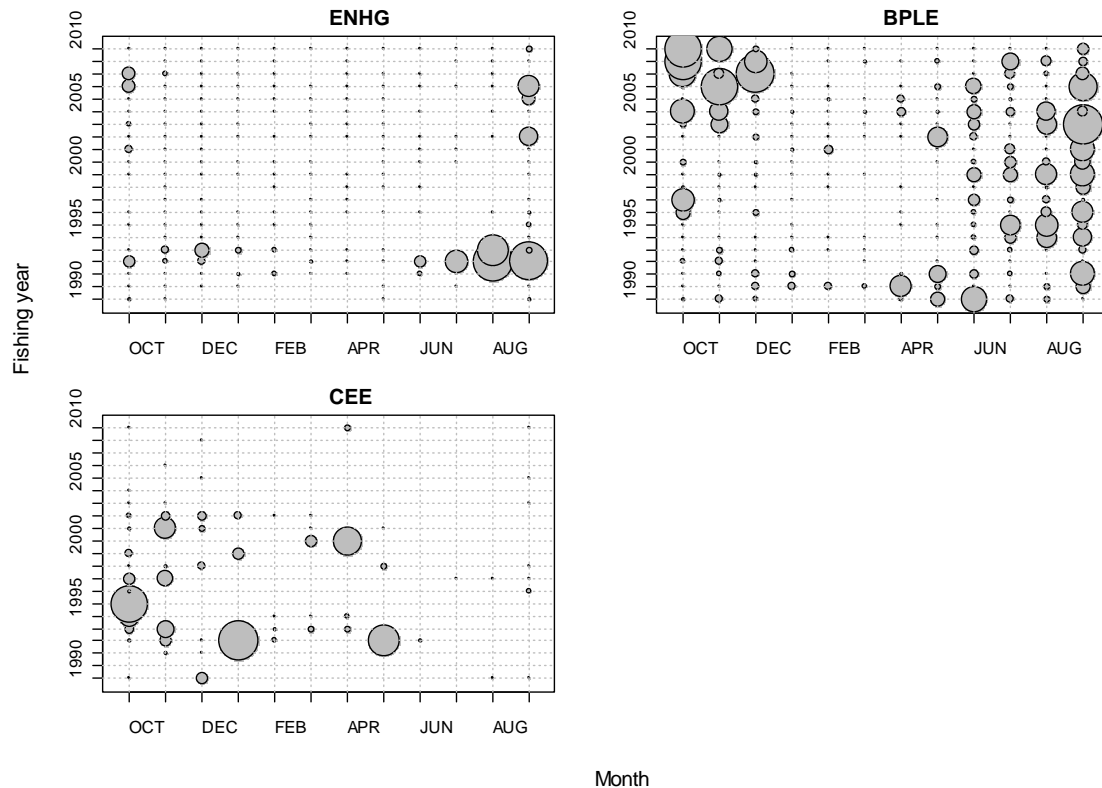 ENHG
BPLE
2010
2005
2000
1995
1990
OCT DEC FEB APR JUN AUG
2010
2005
2000
1995
1990
OCT DEC FEB APR JUN AUG
Fishing year
CEE
2010
2005
2000
1995
1990
OCT DEC FEB APR JUN AUG
Month